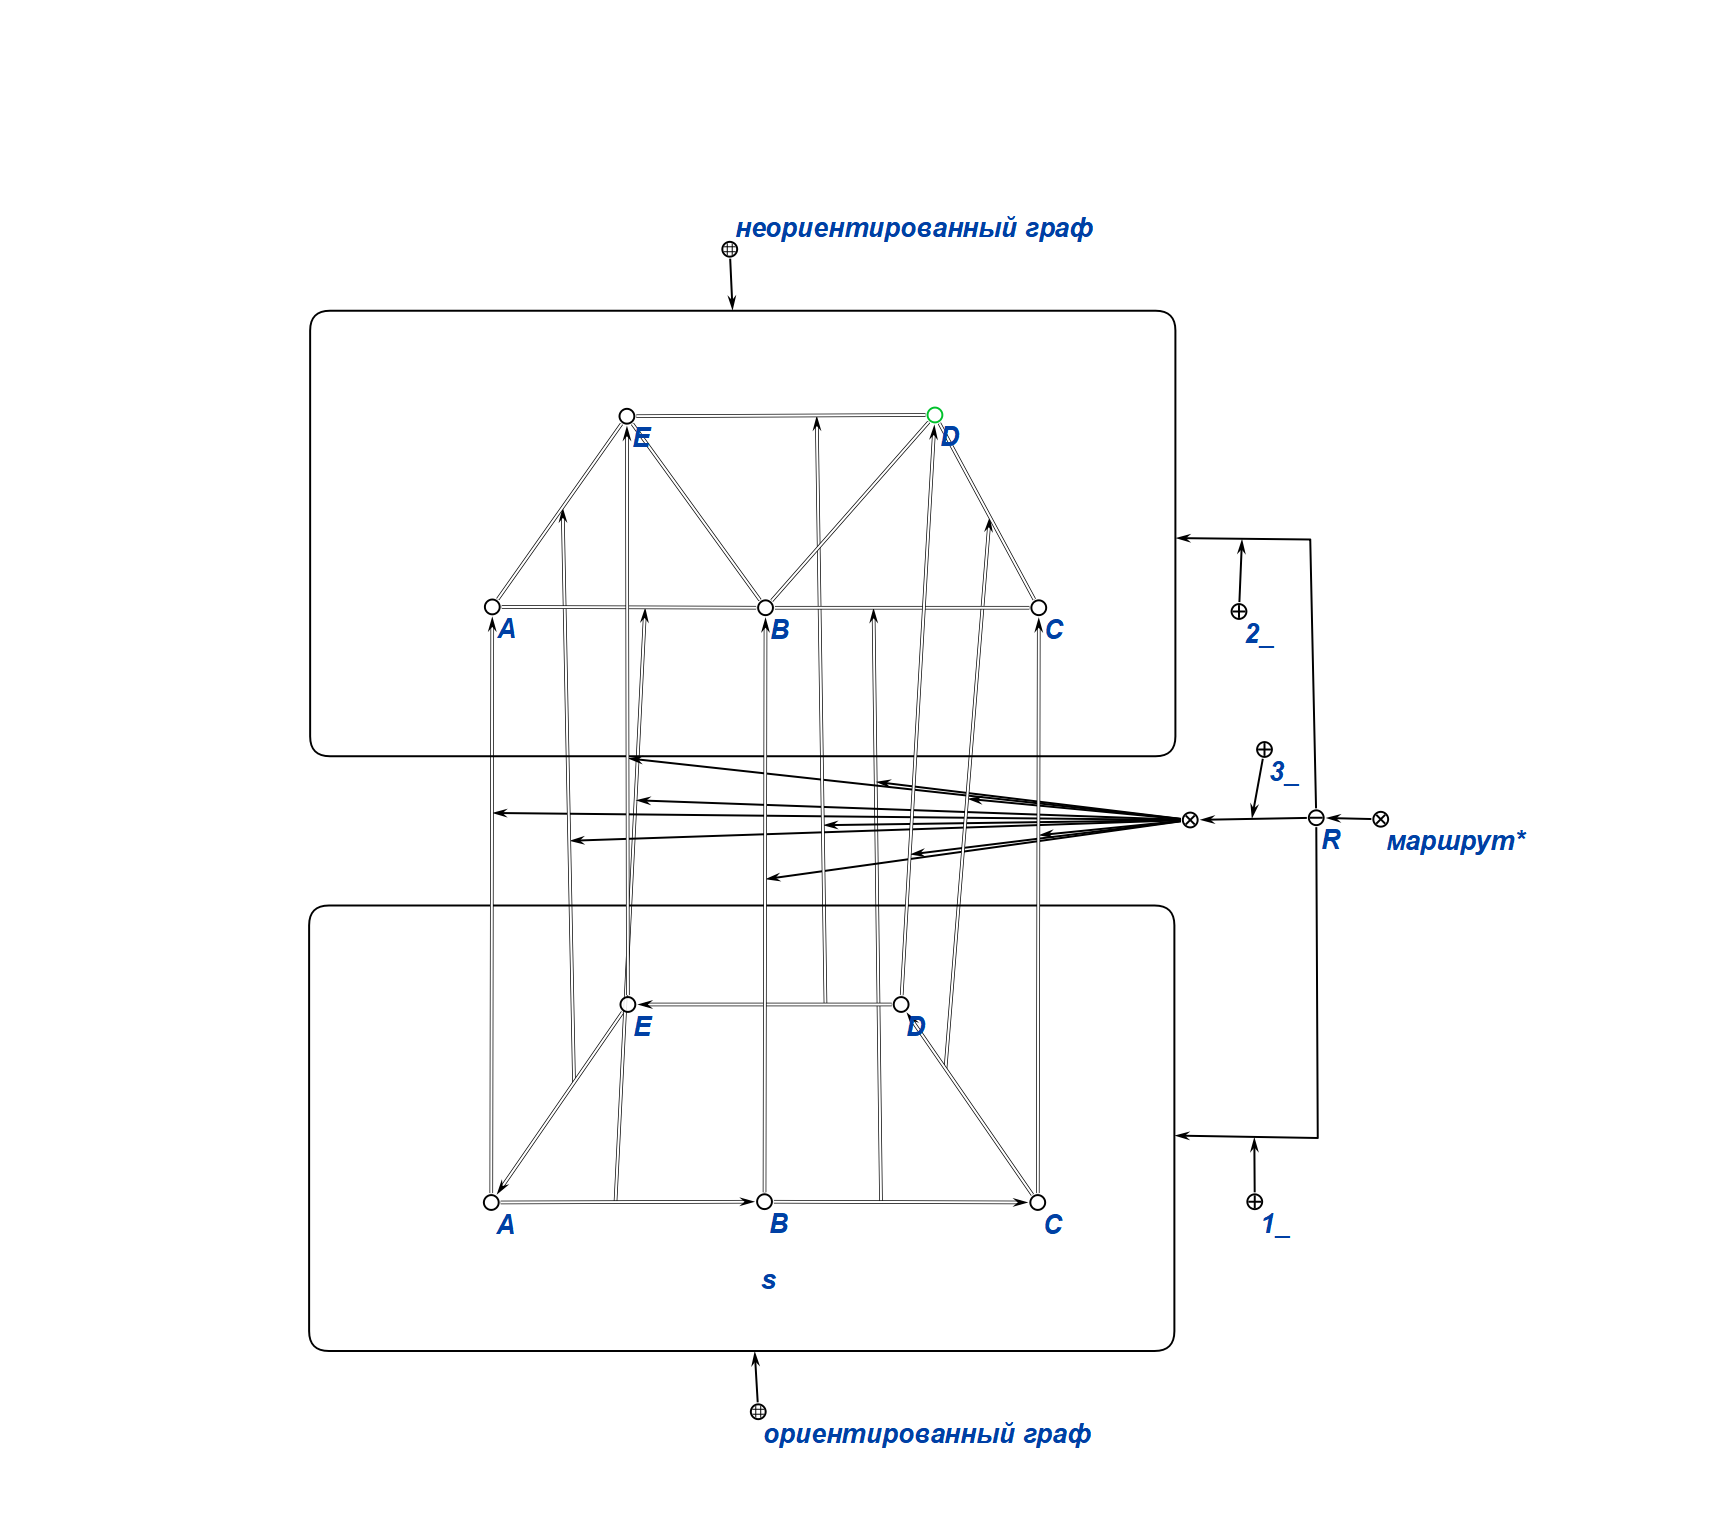 неориентированный граф
E
D
A
B
C
2_
3_
R
маршрут*
E
D
A
B
C
1_
s
ориентированный граф